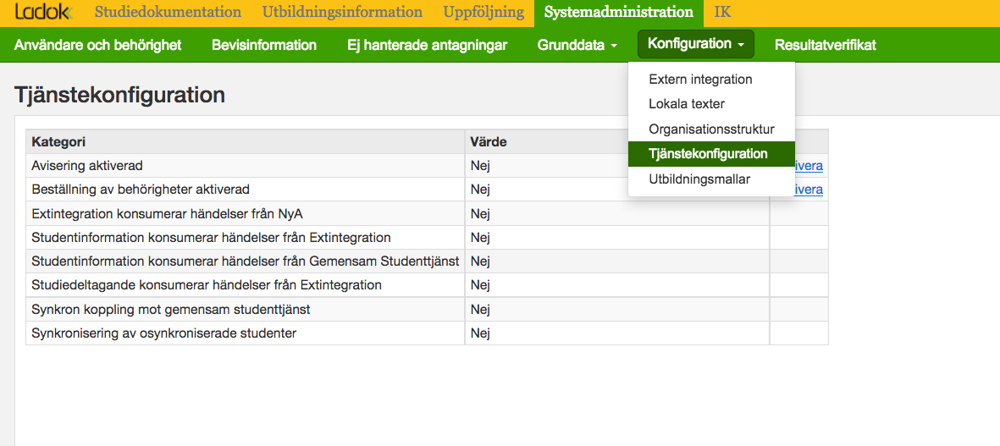 Ladok Studiedokumentation Utbildningsinformation Uppföljning Systemadministration IK
Användare och behörighet Bevisinformation Ej hanterade antagningar Grunddata Konfiguration Resultatverifikat
Extern integration
Lokala texter
Organisationsstruktur
Tjänstekonfiguration
Utbildningsmallar
Tjänstekonfiguration
Kategori Värde
Avisering aktiverad Nej ivera
Beställning av behörigheter aktiverad Nej ivera
Extintegration konsumerar händelser från NyA Nej
Studentinformation konsumerar händelser från Extintegration Nej
Studentinformation konsumerar händelser från Gemensam Studenttjänst Nej
Studiedeltagande konsumerar händelser från Extintegration Nej
Synkron koppling mot gemensam studenttjänst Nej
Synkronisering av osynkroniserade studenter Nej